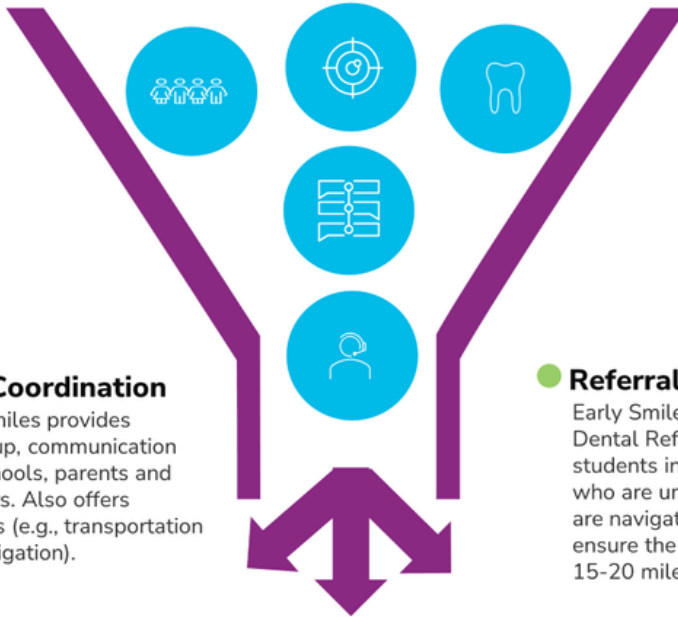 Coordination
miles provides
up, communication
hools, parents and
rs. Also offers
s (e.g., transportation
igation).
Referral
Early Smile
Dental Ref
students in
who are un
are navigat
ensure the
15-20 mile